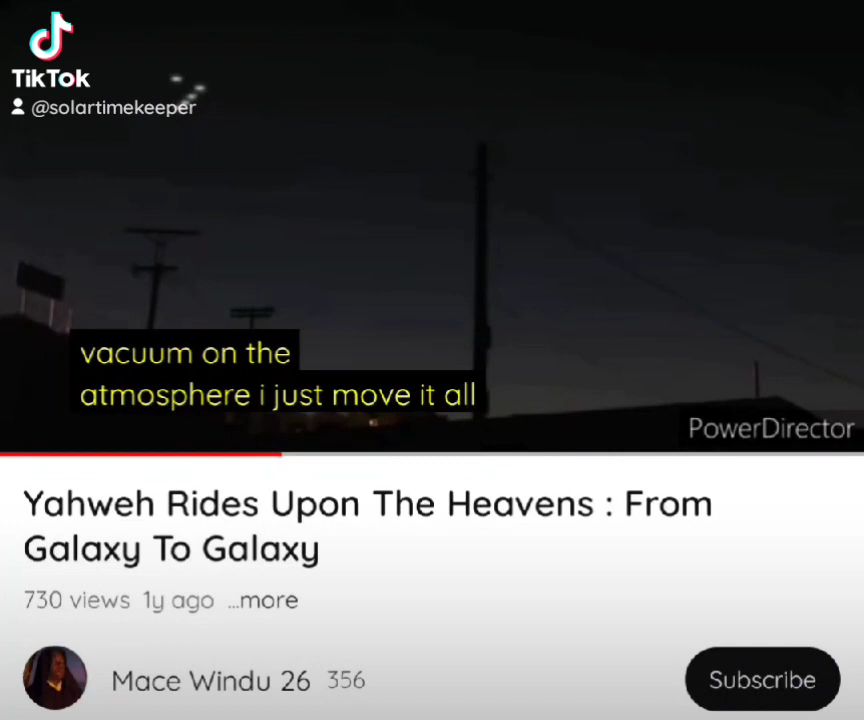 TikTok
@solartimekeeper
vacuum on the
atmosphere i just move it all
PowerDirector
Yahweh Rides Upon The Heavens : From
Galaxy To Galaxy
730 views 1y ago ...more
Mace Windu 26 356
Subscribe